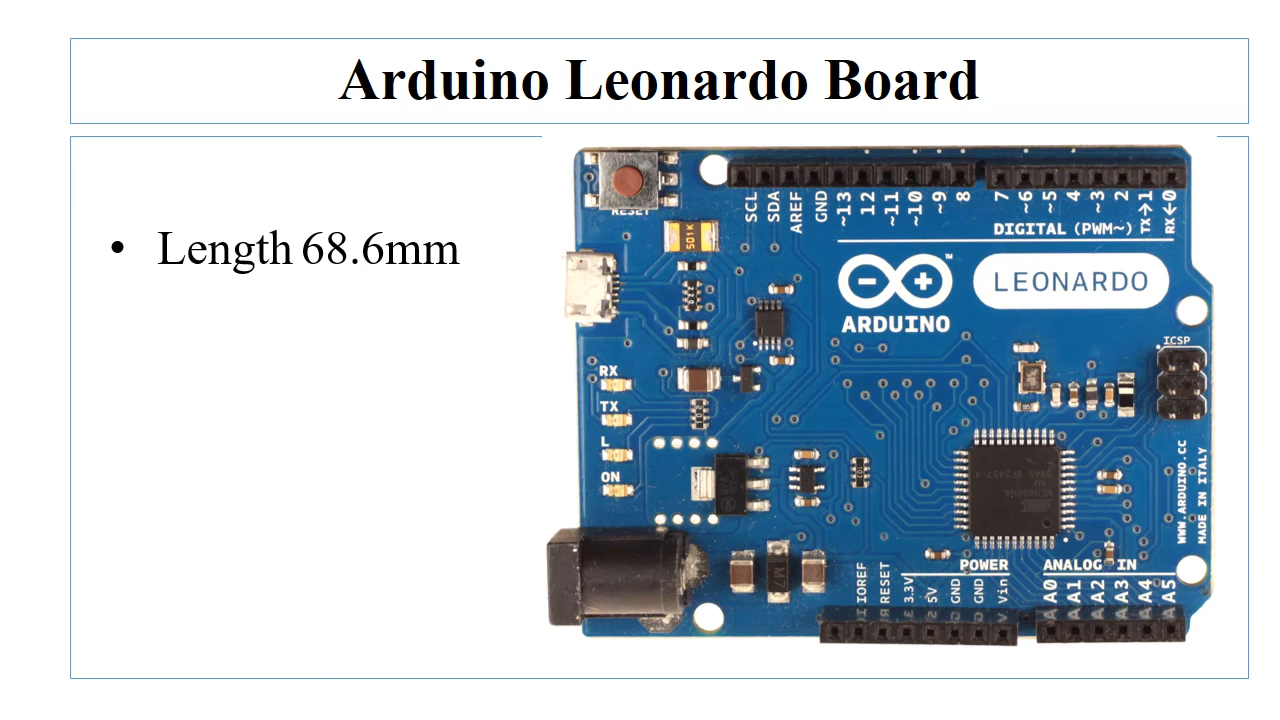 Arduino Leonardo Board
• Length 68.6mm
RESET
SCL SDA AREF GND ~13 12 ~11 ~10 ~9 8 7 ~6 ~5 4 ~3 2 TX→1 RX←0
DIGITAL (PWM~)
501K
LEONARDO
ARDUINO
ICSP
RX
TX
L
ON
WWW.ARDUINO.CC
MADE IN ITALY
M7
POWER
ANALOG IN
IOREF RESET 3.3V 5V GND GND Vin A0 A1 A2 A3 A4 A5